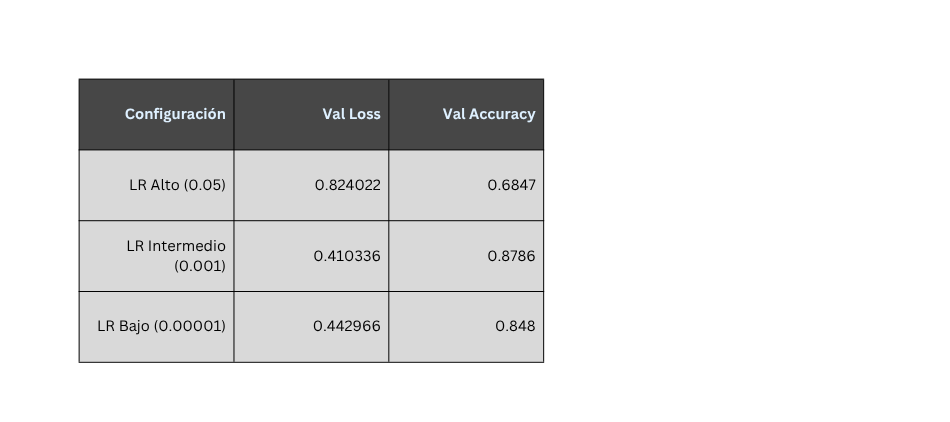 Configuración Val Loss Val Accuracy
LR Alto (0.05) 0.824022 0.6847
LR Intermedio
(0.001) 0.410336 0.8786
LR Bajo (0.00001) 0.442966 0.848